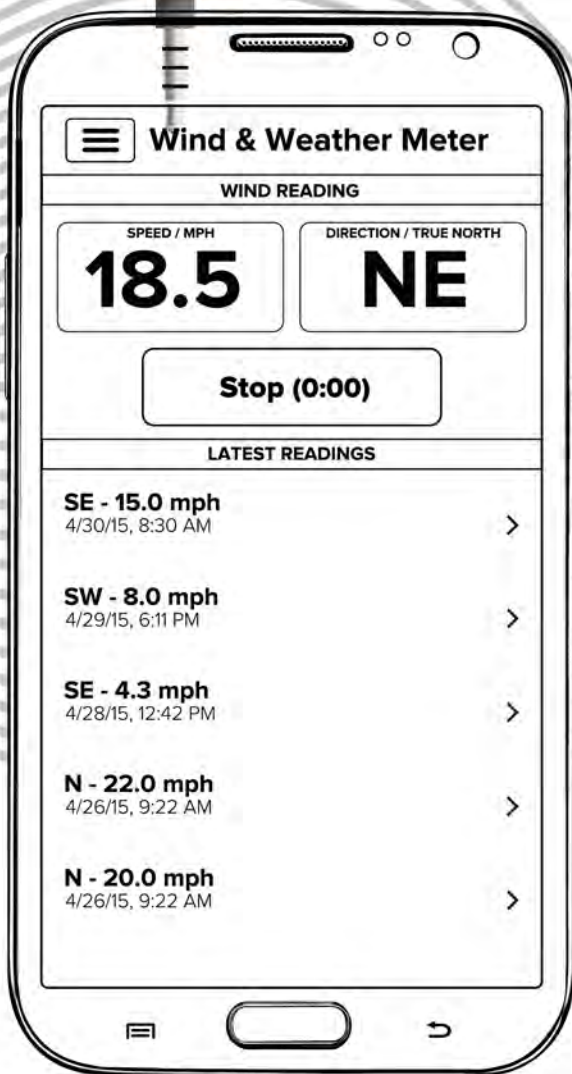 Wind & Weather Meter
WIND READING
SPEED / MPH
18.5
DIRECTION / TRUE NORTH
NE
Stop (0:00)
LATEST READINGS
SE - 15.0 mph
4/30/15, 8:30 AM
SW - 8.0 mph
4/29/15, 6:11 PM
SE - 4.3 mph
4/28/15, 12:42 PM
N - 22.0 mph
4/26/15, 9:22 AM
N - 20.0 mph
4/26/15, 9:22 AM